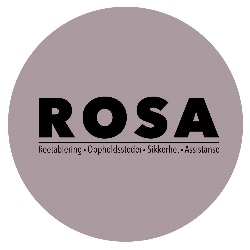 ROSA
Reetablering • Oppholdssteder • Sikkerhet • Assistanse